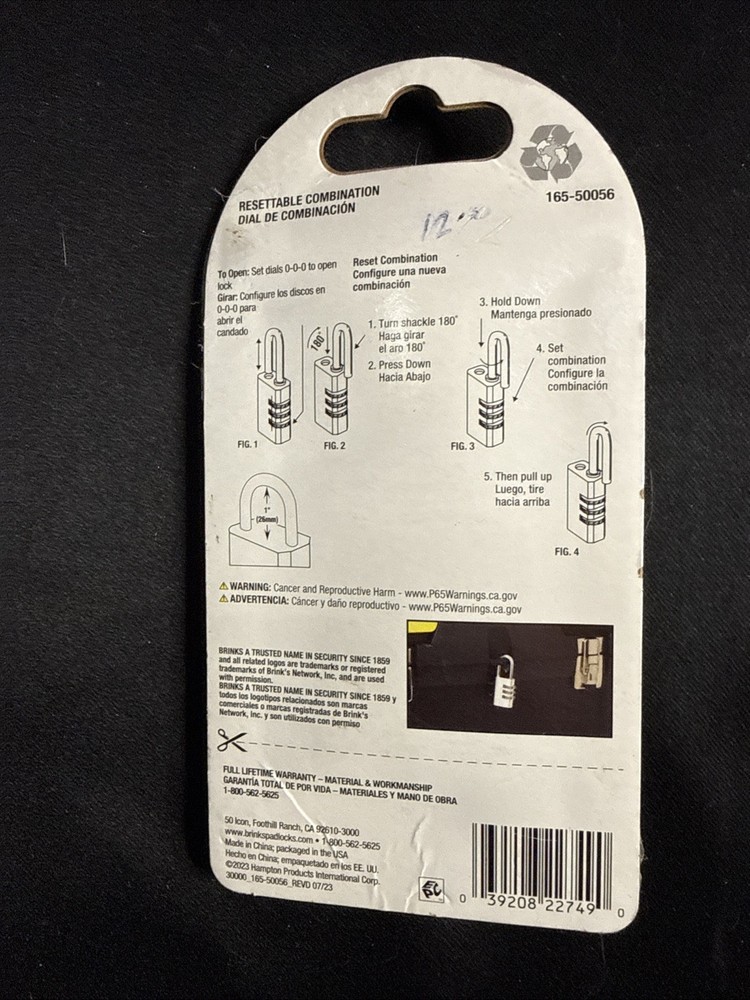 RESETTABLE COMBINATION
DIAL DE COMBINACIÓN
165-50056
12.50
To Open: Set dials 0-0-0 to open
lock
Girar: Configure los discos en
0-0-0 para
abrir el
candado
Reset Combination
Configure una nueva
combinación
1. Turn shackle 180°
Haga girar
el aro 180°
2. Press Down
Hacia Abajo
3. Hold Down
Mantenga presionado
4. Set
combination
Configure la
combinación
180°
FIG. 1
FIG. 2
FIG. 3
5. Then pull up
Luego, tire
hacia arriba
FIG. 4
1"
(26mm)
WARNING: Cancer and Reproductive Harm - www.P65Warnings.ca.gov
ADVERTENCIA: Cáncer y daño reproductivo - www.P65Warnings.ca.gov
BRINKS A TRUSTED NAME IN SECURITY SINCE 1859
and all related logos are trademarks or registered
trademarks of Brink's Network, Inc, and are used
with permission.
BRINKS A TRUSTED NAME IN SECURITY SINCE 1859 y
todos los logotipos relacionados son marcas
comerciales o marcas registradas de Brink's
Network, Inc. y son utilizados con permiso
FULL LIFETIME WARRANTY – MATERIAL & WORKMANSHIP
GARANTÍA TOTAL DE POR VIDA – MATERIALES Y MANO DE OBRA
1-800-562-5625
50 Icon, Foothill Ranch, CA 92610-3000
www.brinkspadlocks.com • 1-800-562-5625
Made in China; packaged in the USA
Hecho en China; empaquetado en los EE. UU.
©2023 Hampton Products International Corp.
30000_165-50056_REVD 07/23
0 39208 22749 0